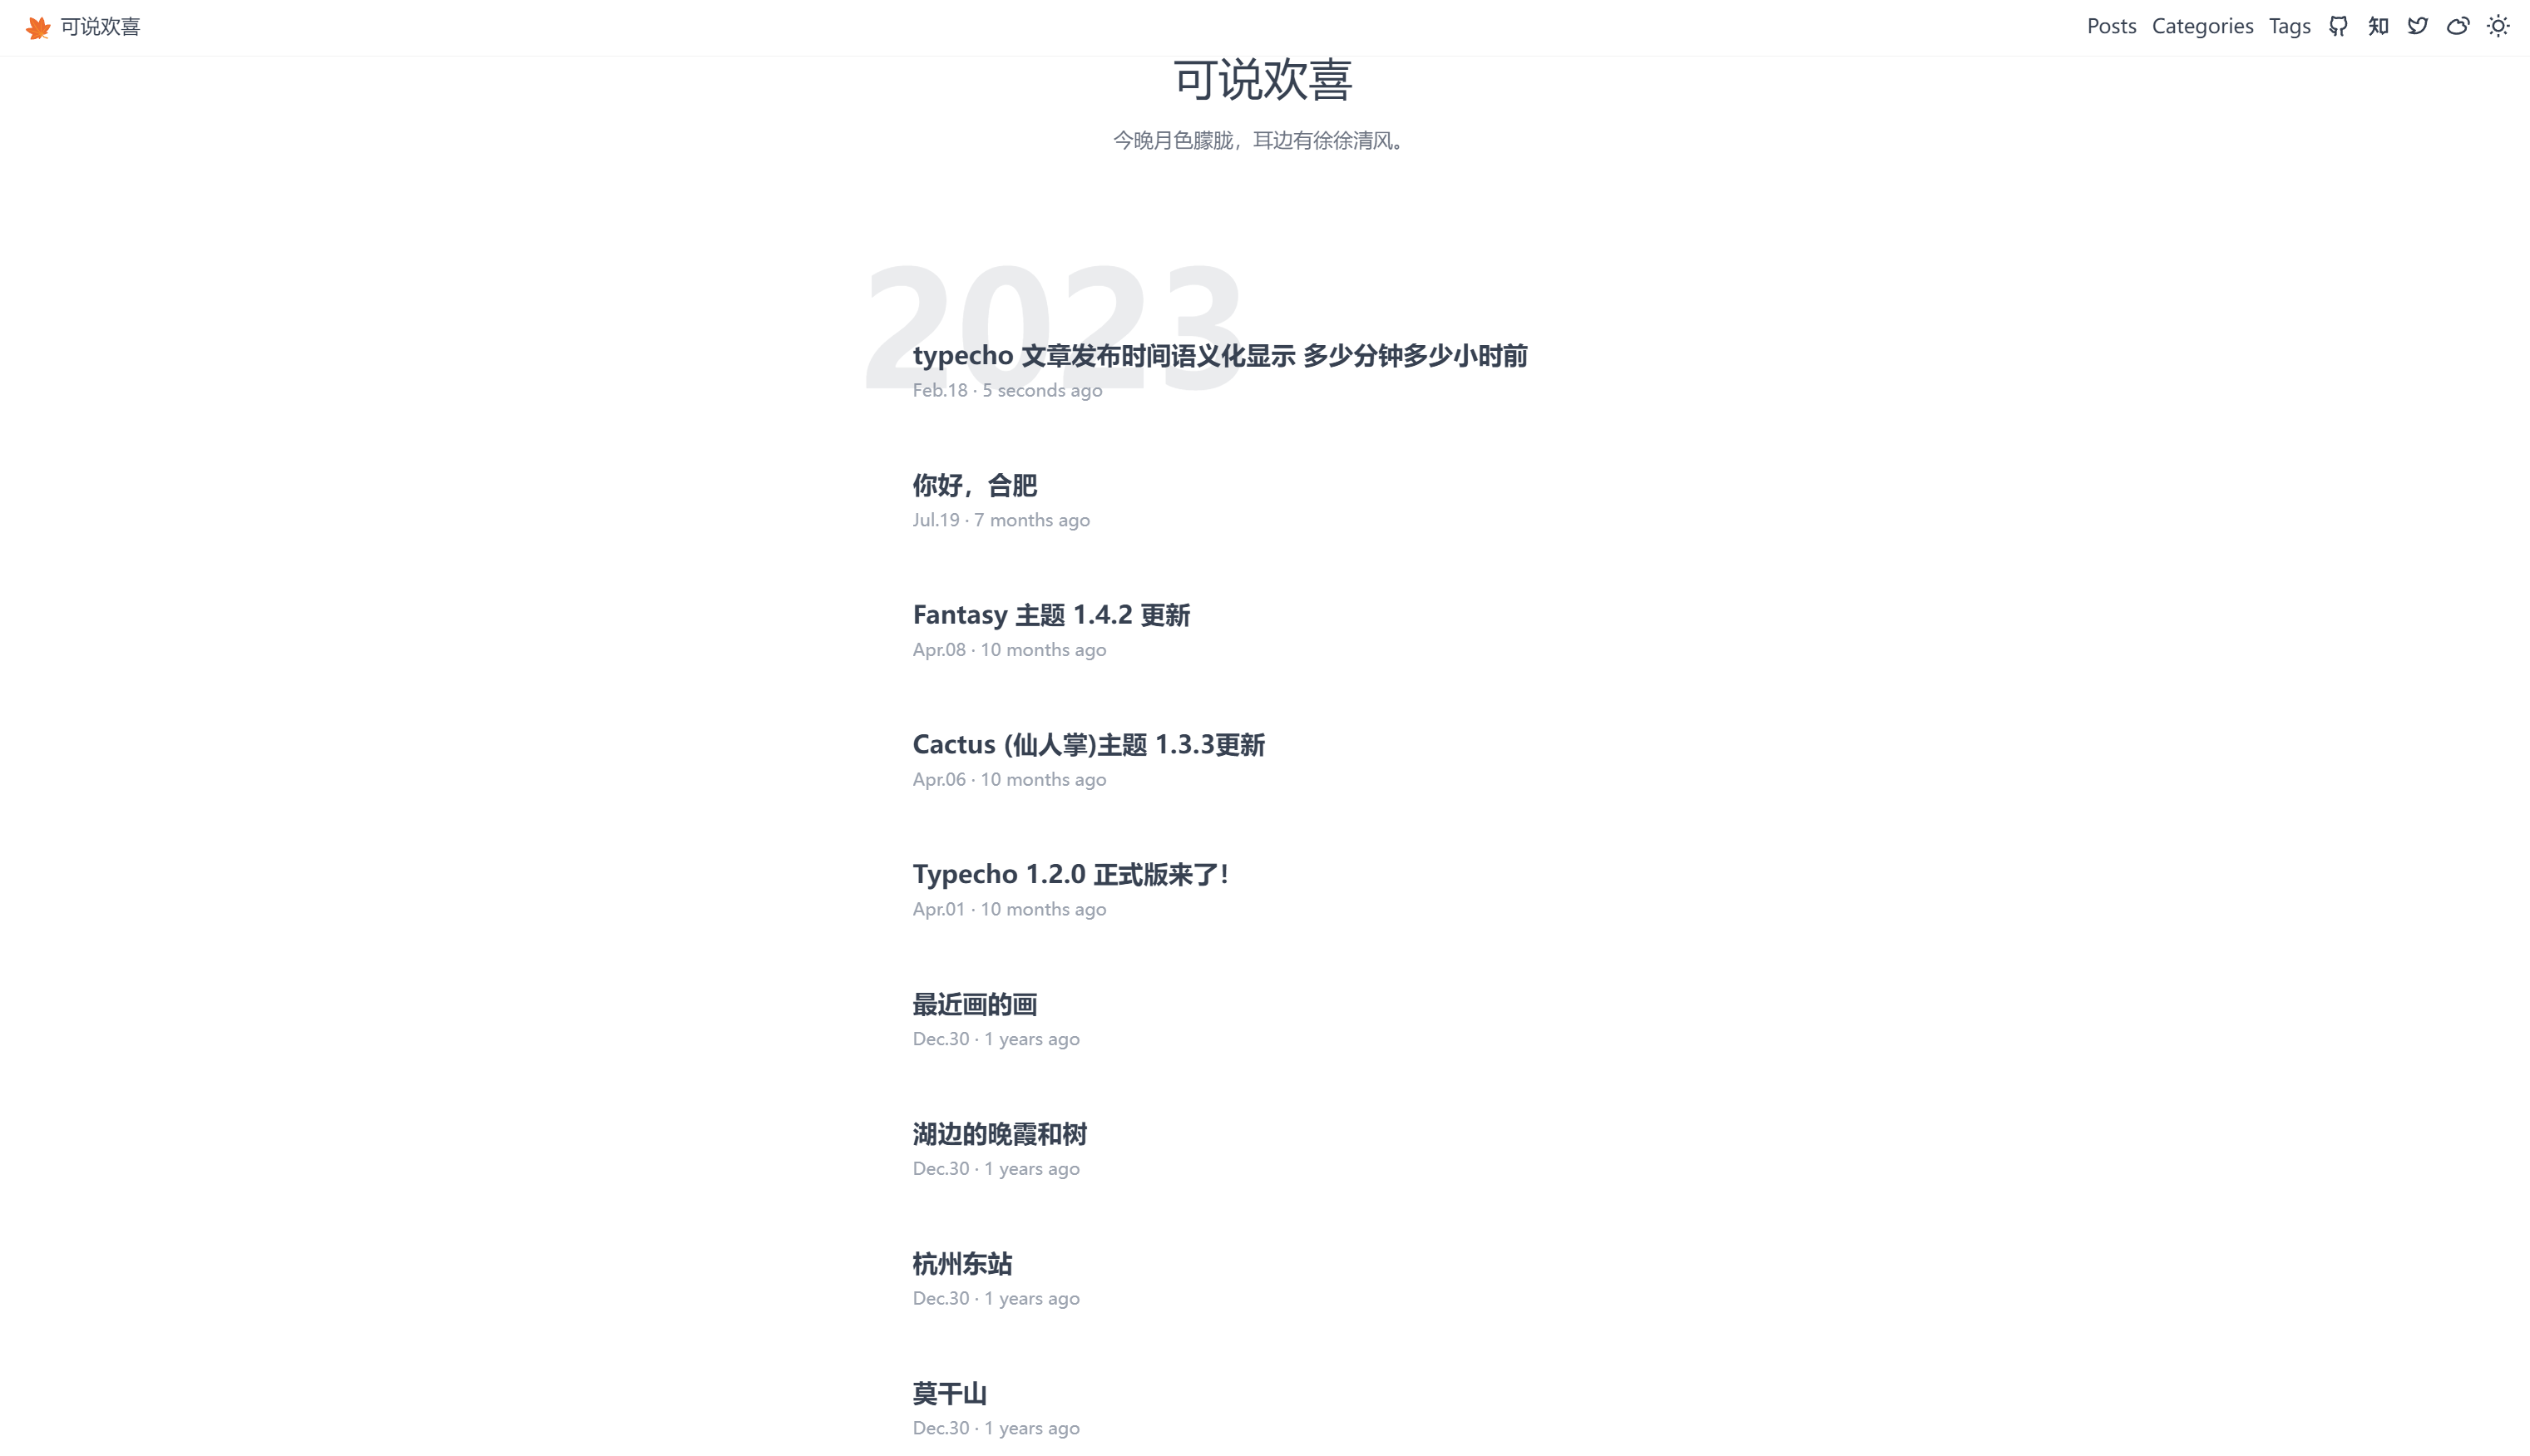 可说欢喜
Posts Categories Tags 知
可说欢喜
今晚月色朦胧，耳边有徐徐清风。
2023
typecho 文章发布时间语义化显示 多少分钟多少小时前
Feb.18 · 5 seconds ago
你好，合肥
Jul.19 · 7 months ago
Fantasy 主题 1.4.2 更新
Apr.08 · 10 months ago
Cactus (仙人掌)主题 1.3.3更新
Apr.06 · 10 months ago
Typecho 1.2.0 正式版来了！
Apr.01 · 10 months ago
最近画的画
Dec.30 · 1 years ago
湖边的晚霞和树
Dec.30 · 1 years ago
杭州东站
Dec.30 · 1 years ago
莫干山
Dec.30 · 1 years ago